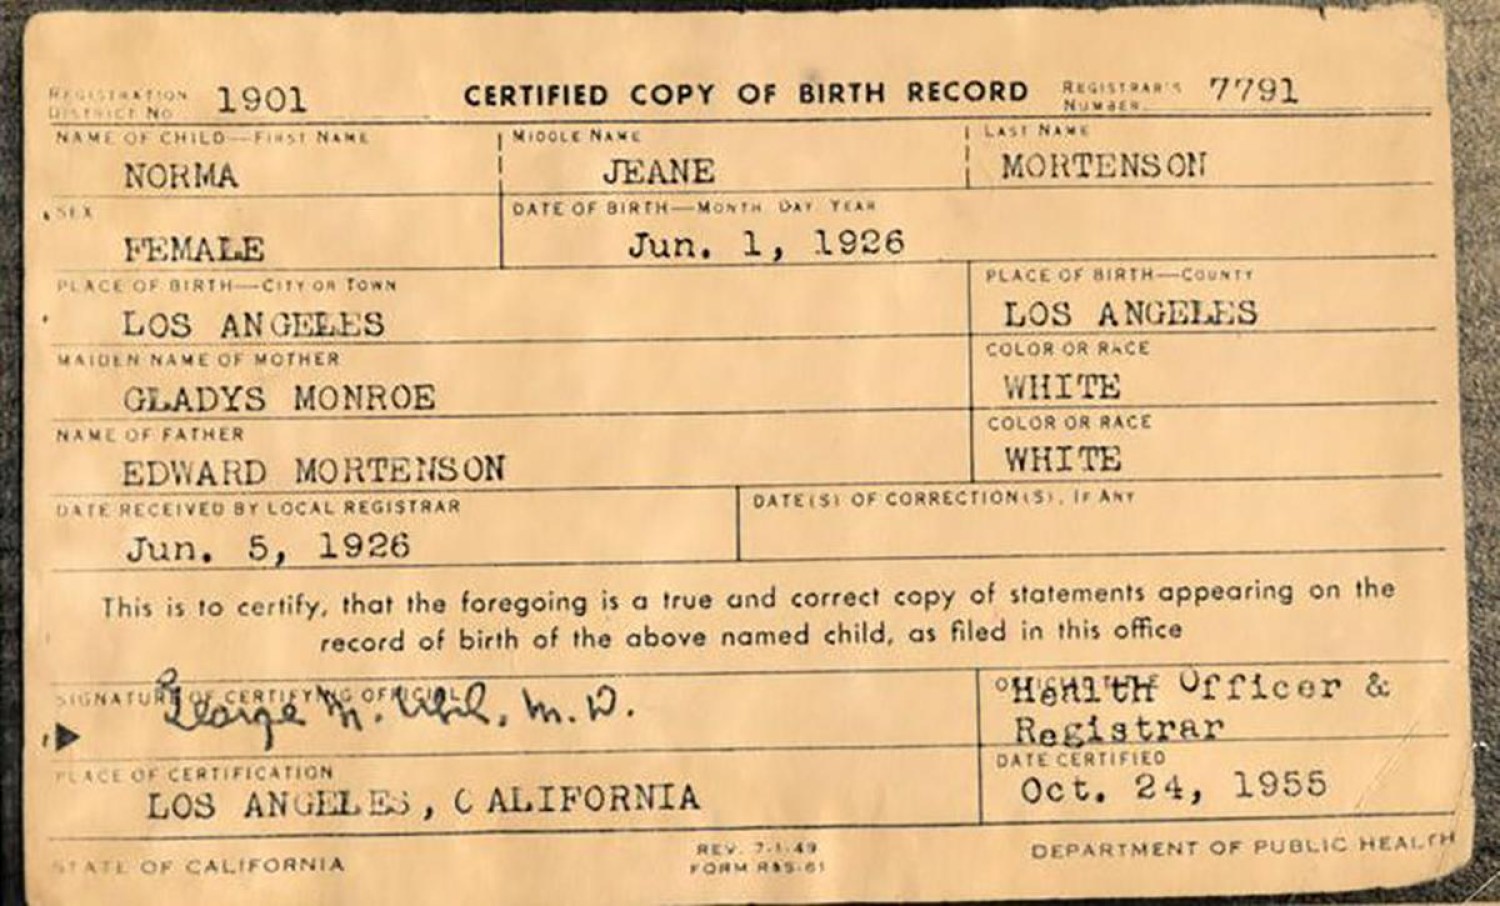 REGISTRATION DISTRICT No 1901 CERTIFIED COPY OF BIRTH RECORD REGISTRAR'S NUMBER 7791
NAME OF CHILD—FIRST NAME MIDDLE NAME LAST NAME
NORMA JEANE MORTENSON
SEX DATE OF BIRTH—MONTH DAY YEAR
FEMALE Jun. 1, 1926
PLACE OF BIRTH—CITY OR TOWN PLACE OF BIRTH—COUNTY
LOS ANGELES LOS ANGELES
MAIDEN NAME OF MOTHER COLOR OR RACE
GLADYS MONROE WHITE
NAME OF FATHER COLOR OR RACE
EDWARD MORTENSON WHITE
DATE RECEIVED BY LOCAL REGISTRAR DATE(S) OF CORRECTION(S), IF ANY
Jun. 5, 1926
This is to certify, that the foregoing is a true and correct copy of statements appearing on the
record of birth of the above named child, as filed in this office
SIGNATURE OF CERTIFYING OFFICIAL
George M. Uhl, M.D.
Health Officer &
Registrar
PLACE OF CERTIFICATION DATE CERTIFIED
LOS ANGELES, CALIFORNIA Oct. 24, 1955
STATE OF CALIFORNIA REV. 7-1-49 DEPARTMENT OF PUBLIC HEALTH
FORM R&S-61